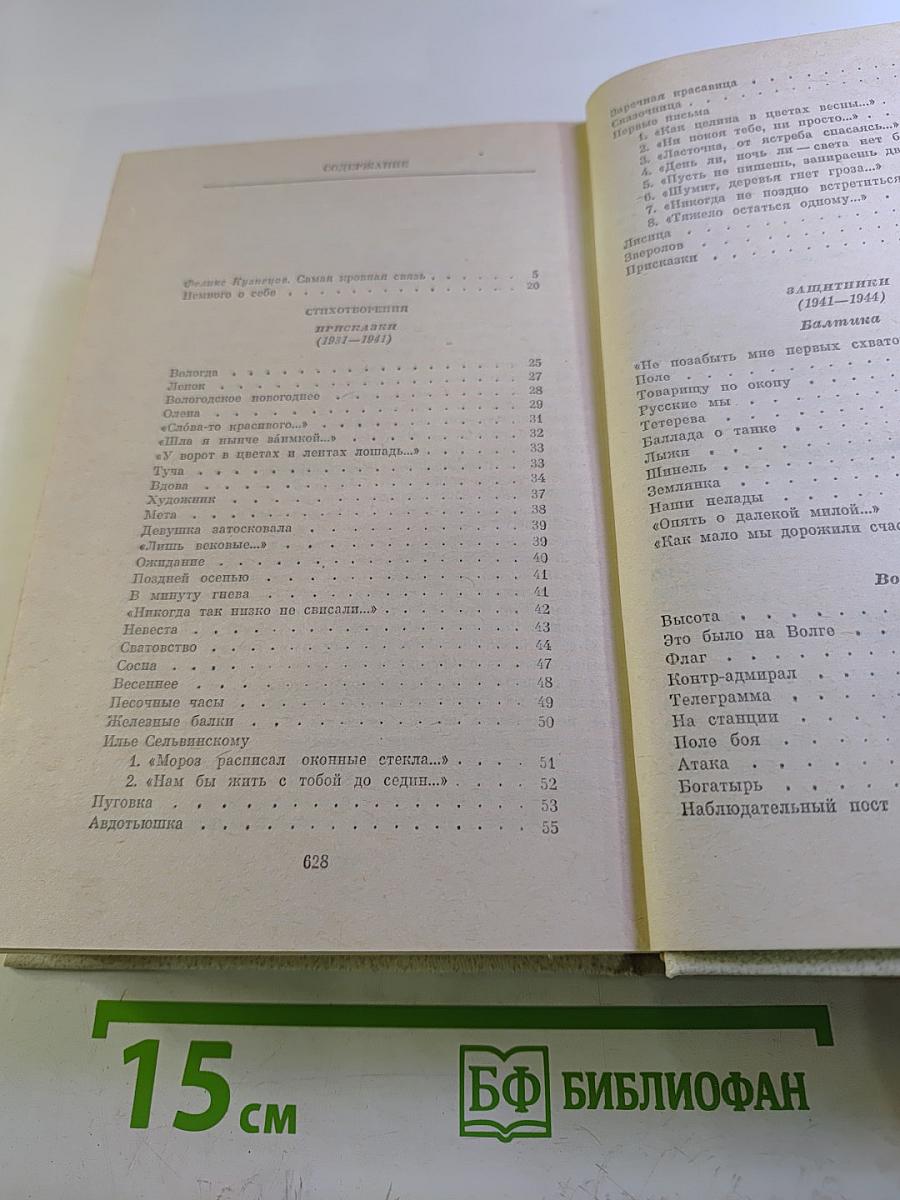 СОДЕРЖАНИЕ
Феликс Кузнецов. Самая кровная связь . . . . . . 5
Немного о себе . . . . . . . . . . . . . . 20
СТИХОТВОРЕНИЯ
ПРИСКАЗКИ
(1931—1941)
Вологда . . . . . . . . . . . . . . . . . 25
Ленок . . . . . . . . . . . . . . . . . . 27
Вологодское новогоднее . . . . . . . . . . . . 28
Олена . . . . . . . . . . . . . . . . . . 29
«Сло́ва-то красивого...» . . . . . . . . . . . . 31
«Шла я нынче ва́имкой...» . . . . . . . . . . . 32
«У ворот в цветах и лентах лошадь...» . . . . . . . 33
Туча . . . . . . . . . . . . . . . . . . 33
Вдова . . . . . . . . . . . . . . . . . . 34
Художник . . . . . . . . . . . . . . . . . 37
Мета . . . . . . . . . . . . . . . . . . 38
Девушка затосковала . . . . . . . . . . . . . 39
«Лишь вековые...» . . . . . . . . . . . . . . 39
Ожидание . . . . . . . . . . . . . . . . . 40
Поздней осенью . . . . . . . . . . . . . . . 41
В минуту гнева . . . . . . . . . . . . . . . 41
«Никогда так низко не свисали...» . . . . . . . . . 42
Невеста . . . . . . . . . . . . . . . . . 43
Сватовство . . . . . . . . . . . . . . . . 44
Сосна . . . . . . . . . . . . . . . . . . 47
Весеннее . . . . . . . . . . . . . . . . . 48
Песочные часы . . . . . . . . . . . . . . . 49
Железные балки . . . . . . . . . . . . . . . 50
Илье Сельвинскому
1. «Мороз расписал оконные стекла...» . . . . 51
2. «Нам бы жить с тобой до седин...» . . . . 52
Пуговка . . . . . . . . . . . . . . . . . 53
Авдотьюшка . . . . . . . . . . . . . . . . 55
628
Заречная красавица . . . . . .
Сказочница . . . . . . . .
Первые письма
1. «Как целина в цветах весны...» .
2. «Ни покоя тебе, ни просто...» . .
3. «Ласточка, от ястреба спасаясь...»
4. «День ли, ночь ли — света нет б
5. «Пусть не пишешь, запираешь дв
6. «Шумит, деревья гнет гроза...»
7. «Никогда не поздно встретиться
8. «Тяжело остаться одному...» .
Лисица . . . . . . . .
Зверолов . . . . . . . .
Присказки . . . . . . .
ЗАЩИТНИКИ
(1941—1944)
Балтика
«Не позабыть мне первых схвато
Поле . . . . . . . .
Товарищу по окопу . . . .
Русские мы . . . . . .
Тетерева . . . . . . .
Баллада о танке . . . .
Лыжи . . . . . . . .
Шинель . . . . . . .
Землянка . . . . . . .
Наши нелады . . . . .
«Опять о далекой милой...»
«Как мало мы дорожили счас
Во
Высота . . . . . . .
Это было на Волге . . .
Флаг . . . . . . .
Контр-адмирал . . . .
Телеграмма . . . . .
На станции . . . . .
Поле боя . . . . .
Атака . . . . . .
Богатырь . . . . .
Наблюдательный пост
15 см
БФ БИБЛИОФАН